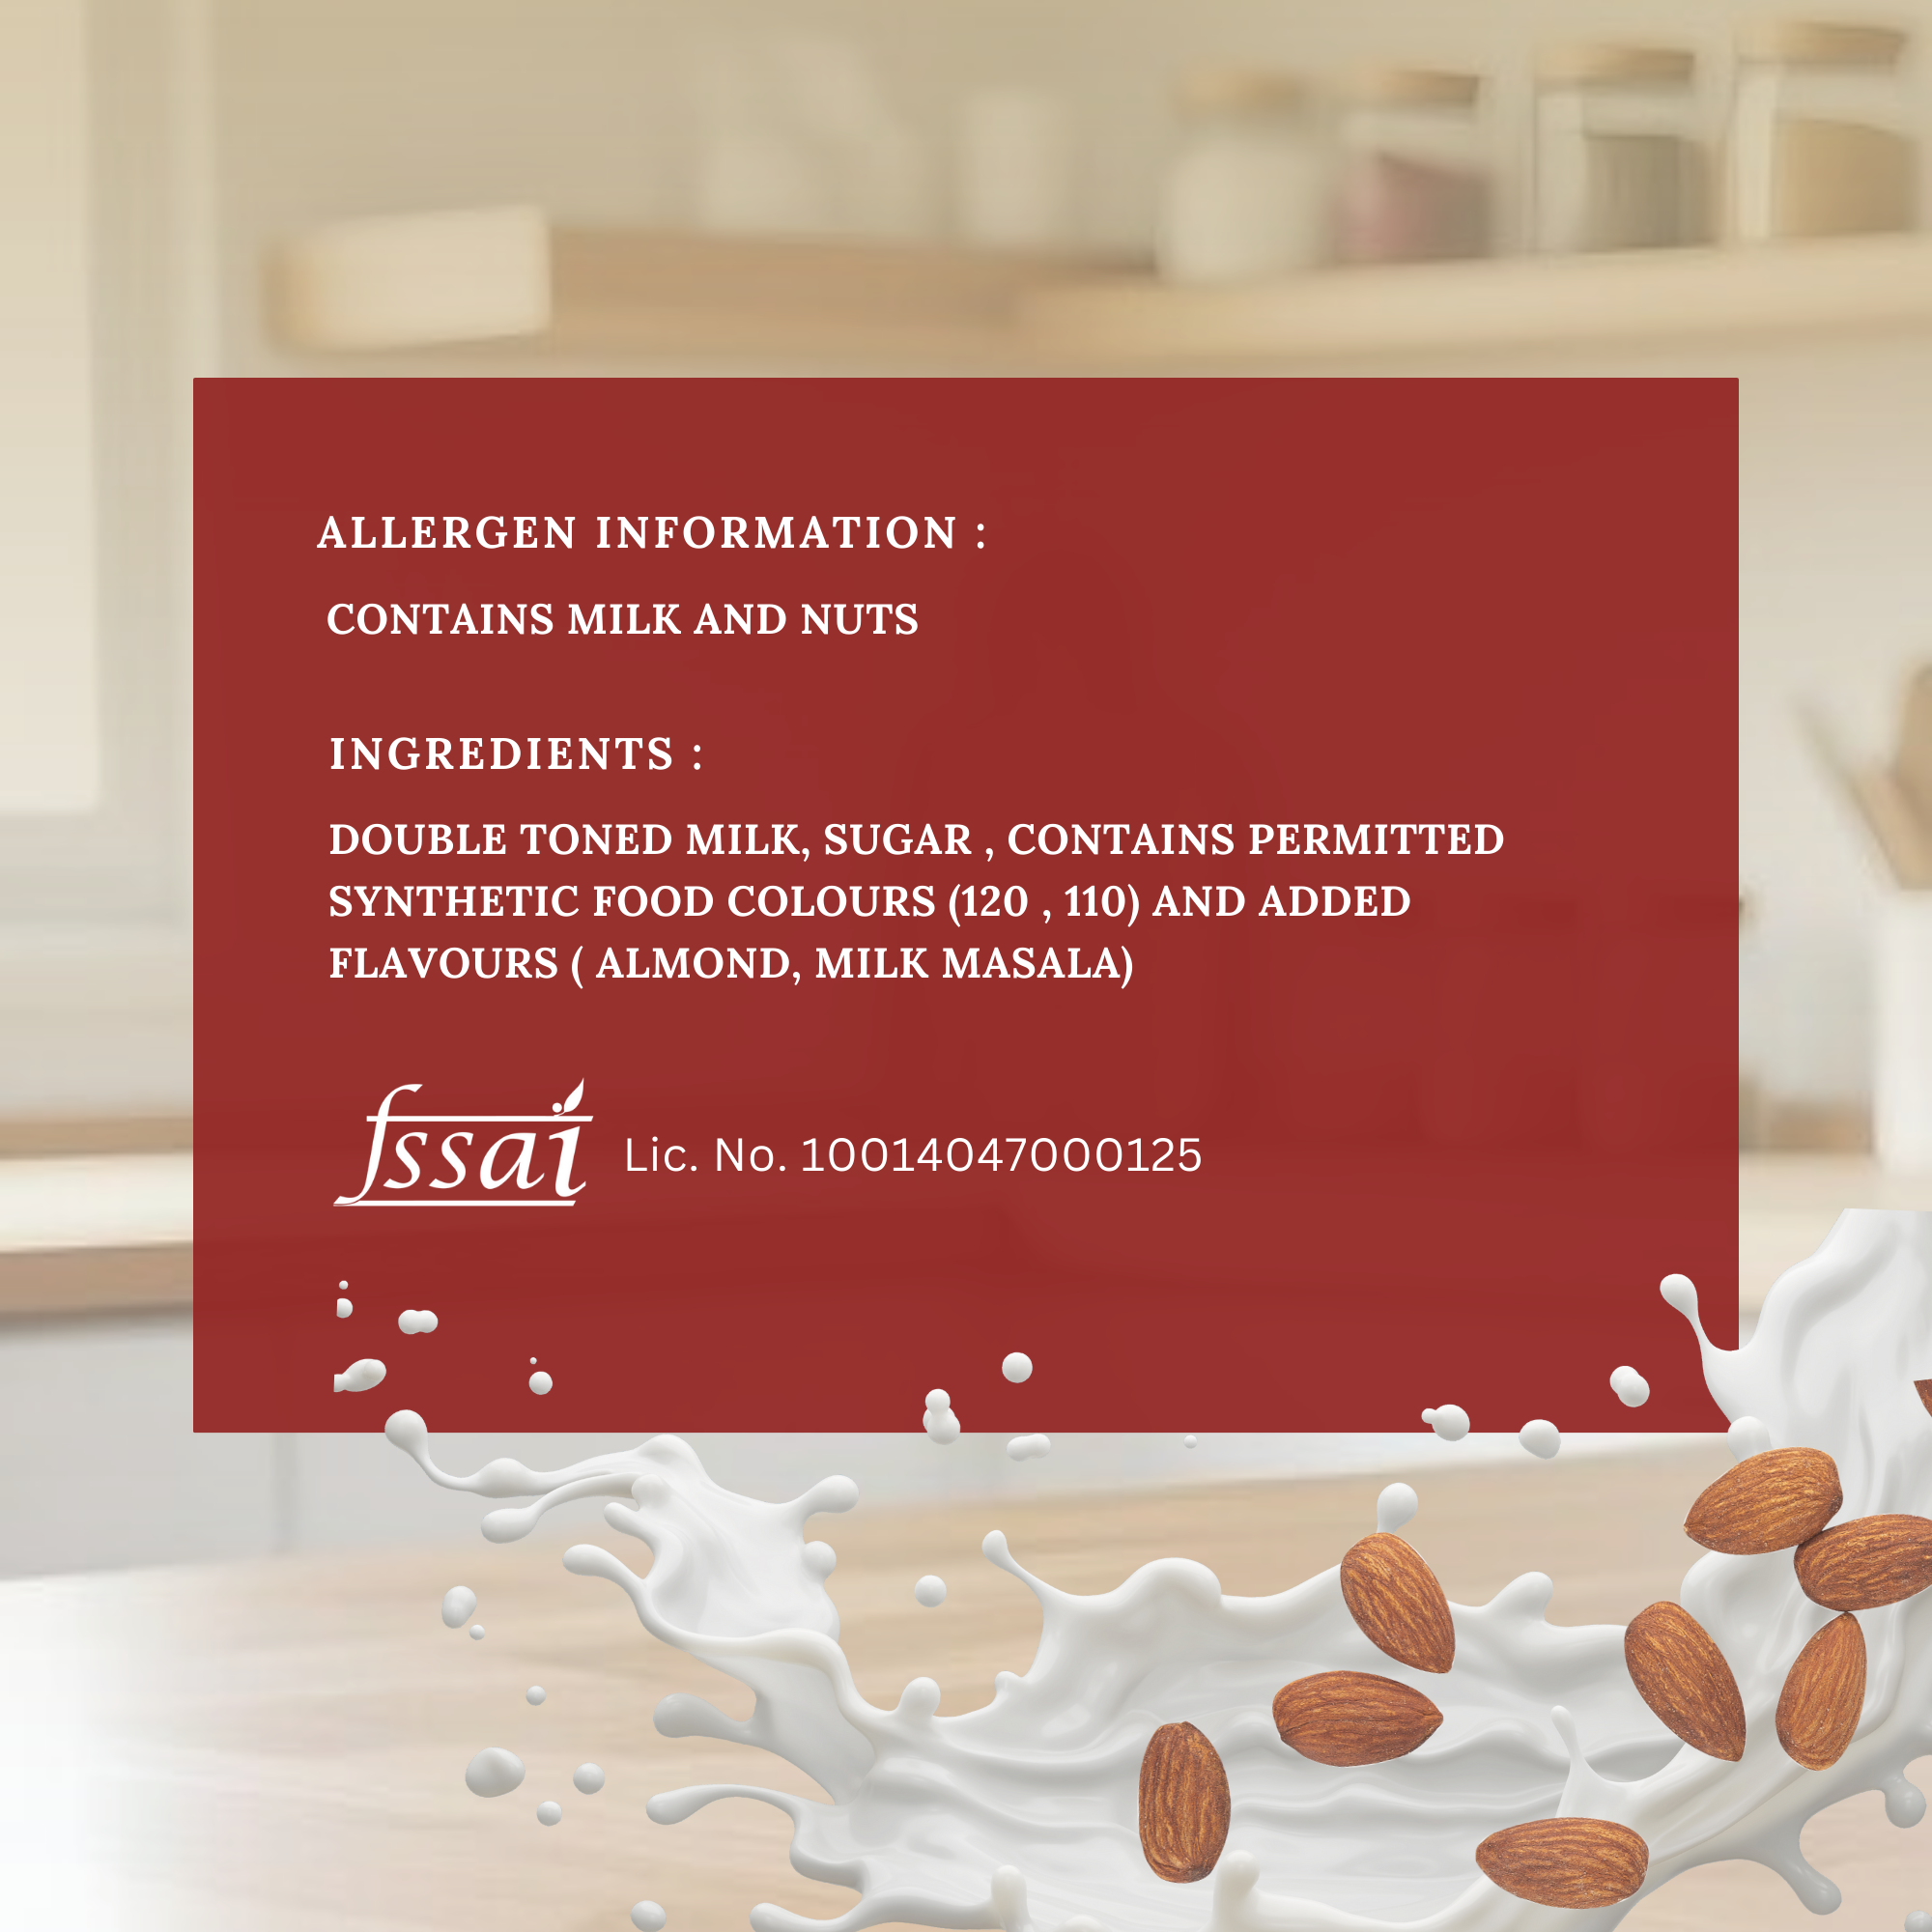 ALLERGEN INFORMATION :
CONTAINS MILK AND NUTS
INGREDIENTS :
DOUBLE TONED MILK, SUGAR , CONTAINS PERMITTED
SYNTHETIC FOOD COLOURS (120 , 110) AND ADDED
FLAVOURS ( ALMOND, MILK MASALA)
fssai Lic. No. 10014047000125